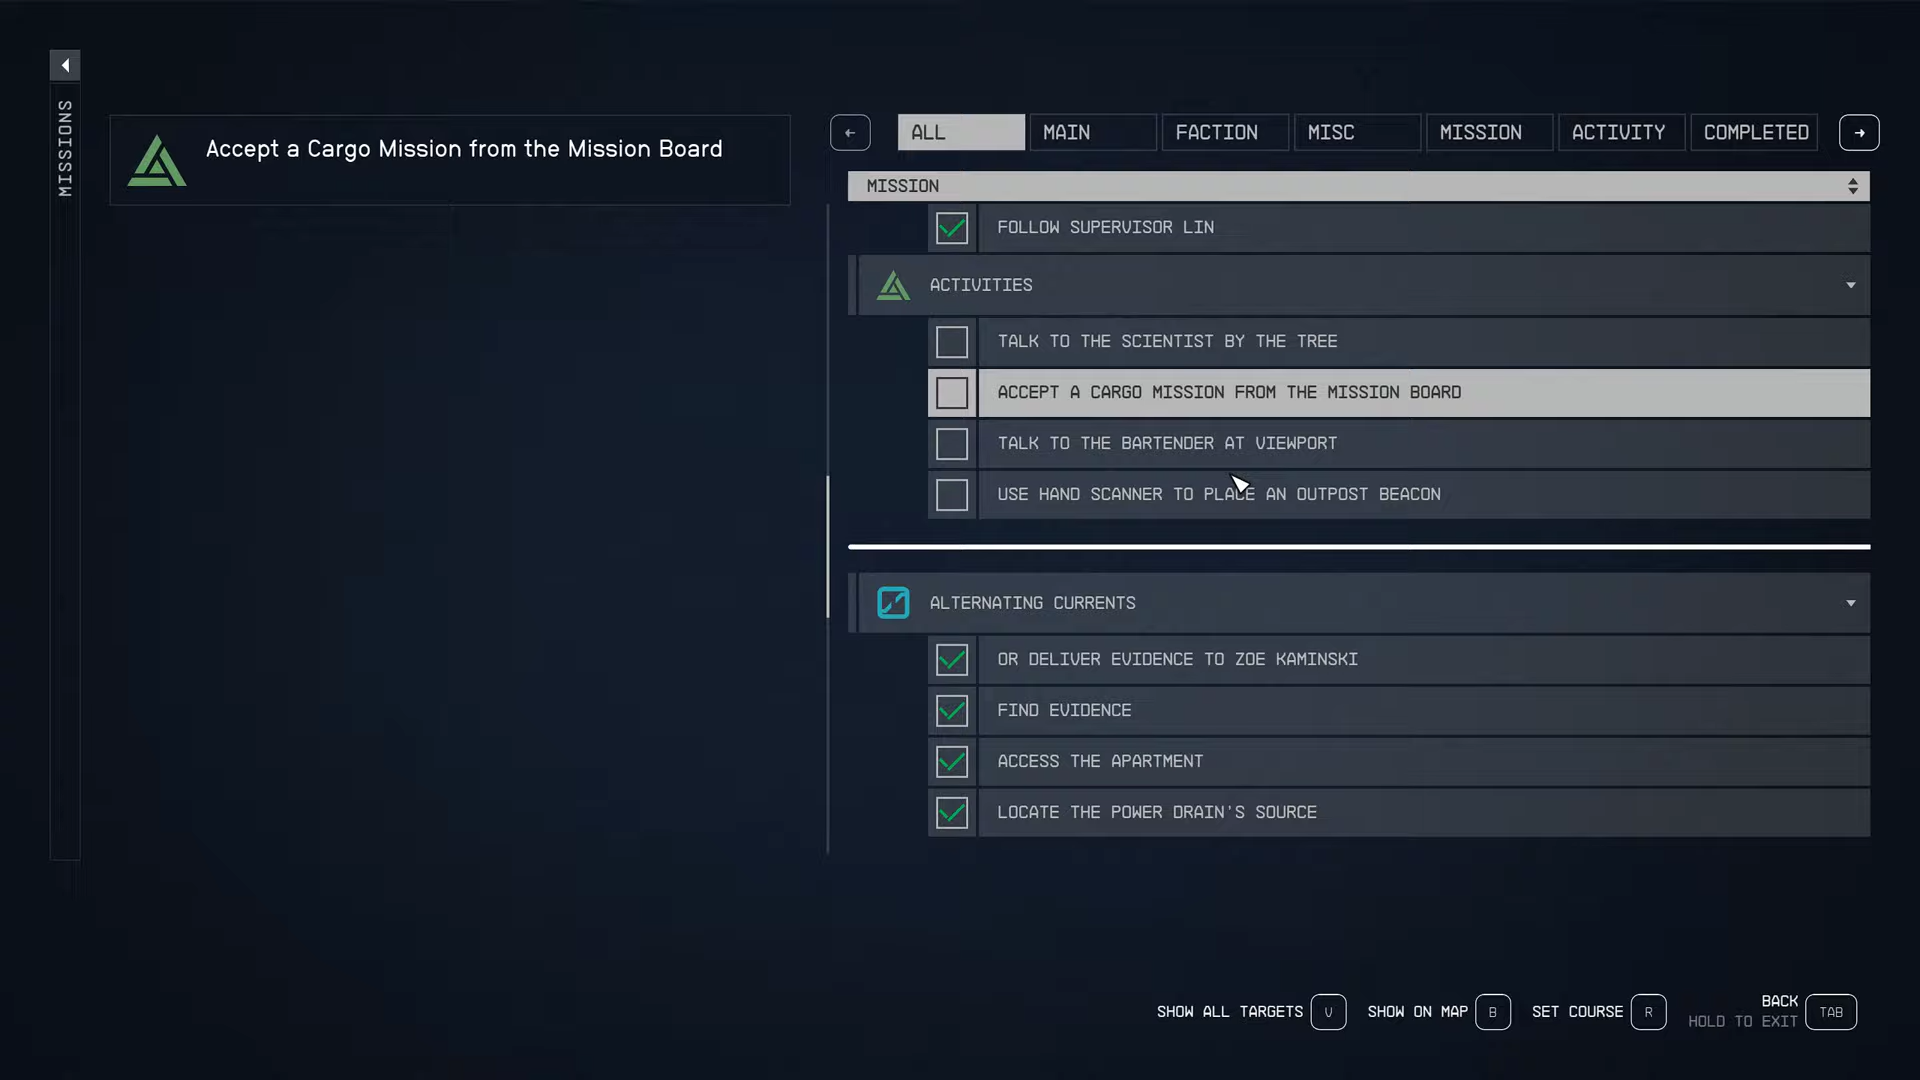 MISSIONS
Accept a Cargo Mission from the Mission Board
ALL
MAIN
FACTION
MISC
MISSION
ACTIVITY
COMPLETED
MISSION
FOLLOW SUPERVISOR LIN
ACTIVITIES
TALK TO THE SCIENTIST BY THE TREE
ACCEPT A CARGO MISSION FROM THE MISSION BOARD
TALK TO THE BARTENDER AT VIEWPORT
USE HAND SCANNER TO PLACE AN OUTPOST BEACON
ALTERNATING CURRENTS
OR DELIVER EVIDENCE TO ZOE KAMINSKI
FIND EVIDENCE
ACCESS THE APARTMENT
LOCATE THE POWER DRAIN'S SOURCE
SHOW ALL TARGETS V
SHOW ON MAP B
SET COURSE R
BACK
HOLD TO EXIT
TAB